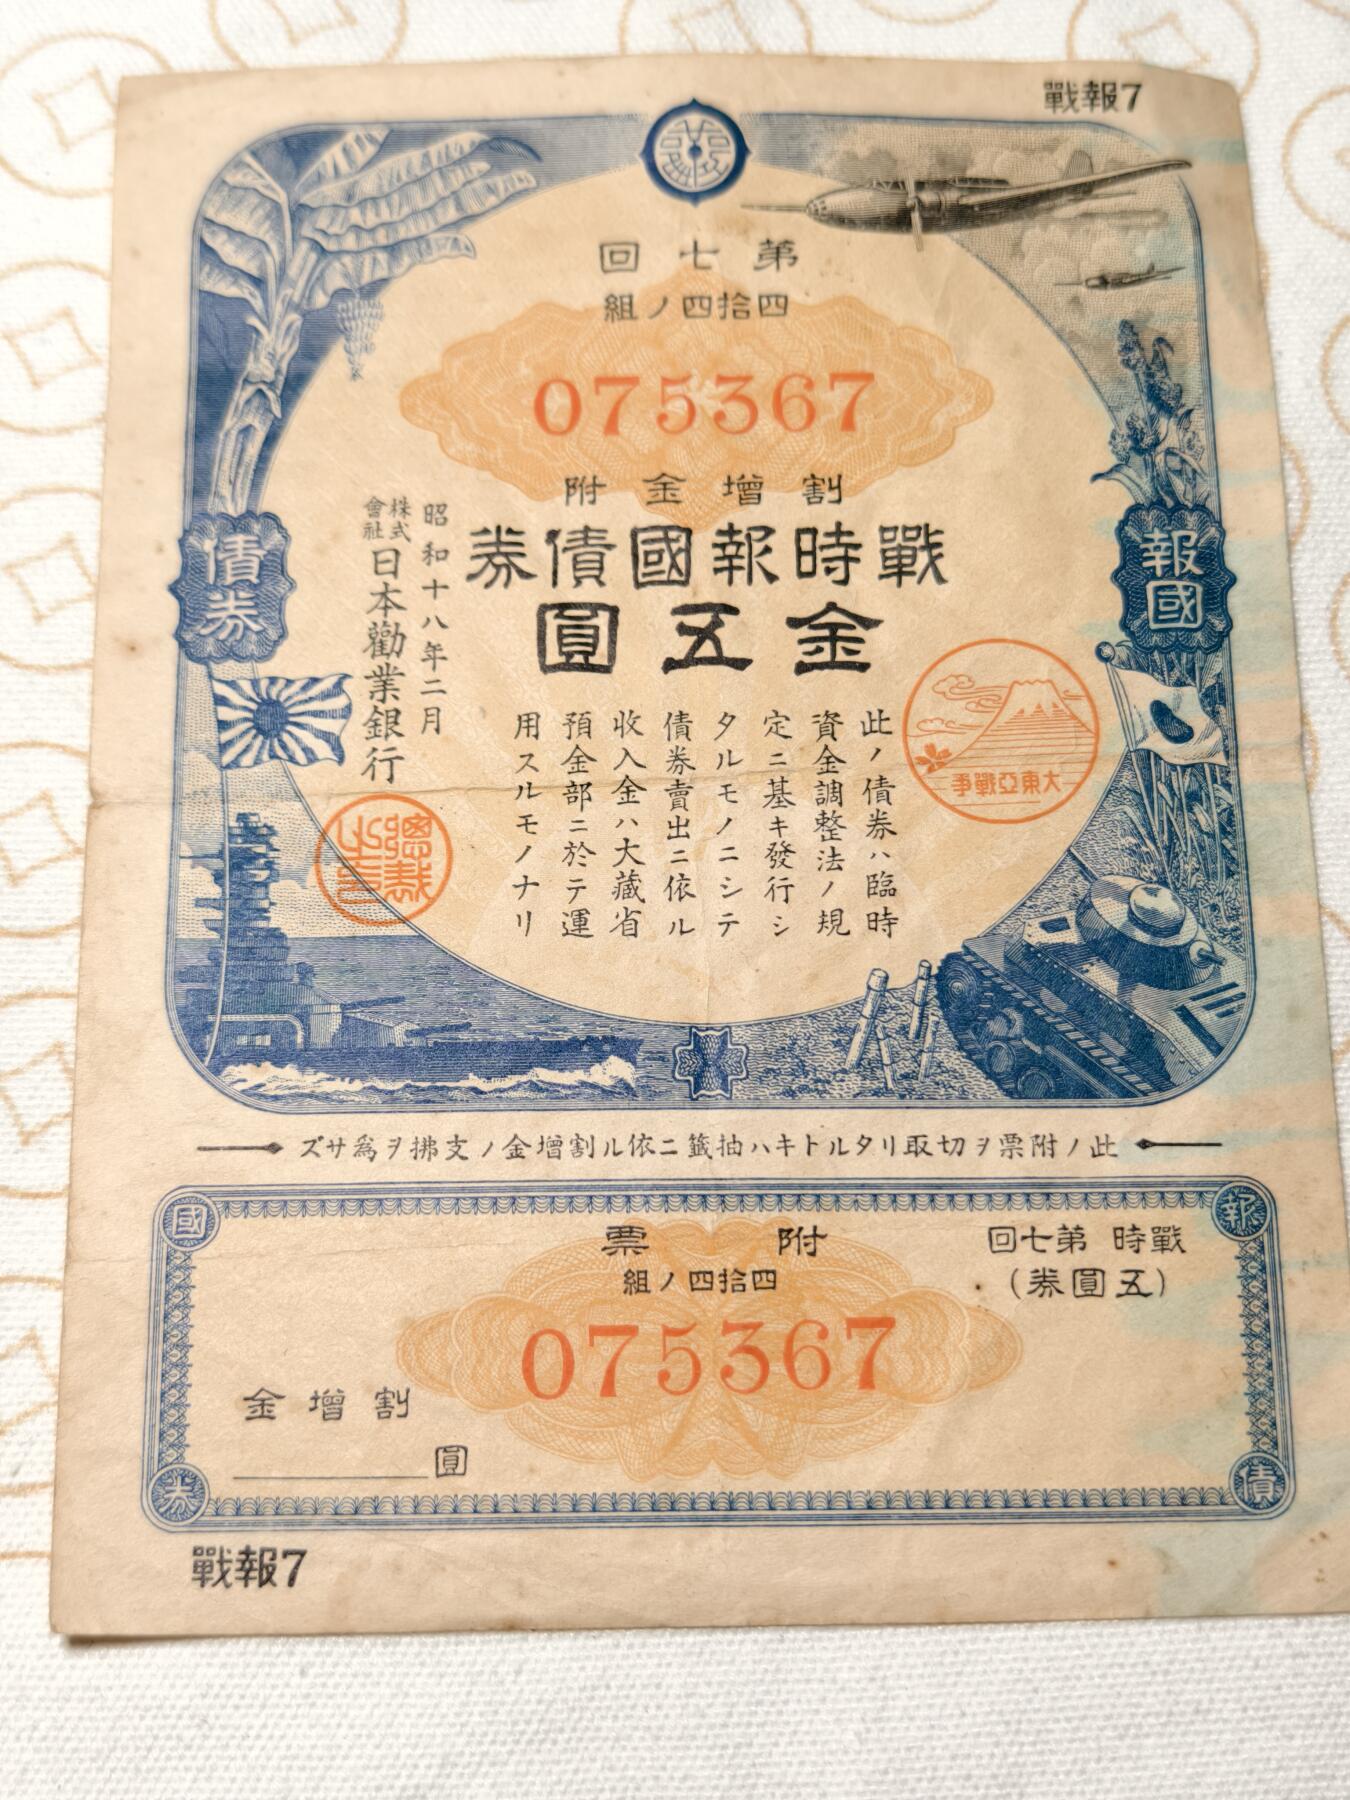 戰報7
第七回
四拾四ノ組
075367
割增金附
戰時報國債券
金五圓
報國
債券
大東亞戰爭
此ノ債券ハ臨時
資金調整法ノ規
定ニ基キ發行シ
タルモノニシテ
債券賣出ニ依ル
收入金ハ大藏省
預金部ニ於テ運
用スルモノナリ
昭和十八年二月
株式會社日本勸業銀行
此ノ附票ヲ切取リタルトキハ抽籤ニ依ル割增金ノ支拂ヲ爲サズ
報
國
戰時 第七回
(五圓券)
附票
四拾四ノ組
075367
割增金
圓
債
券
戰報7